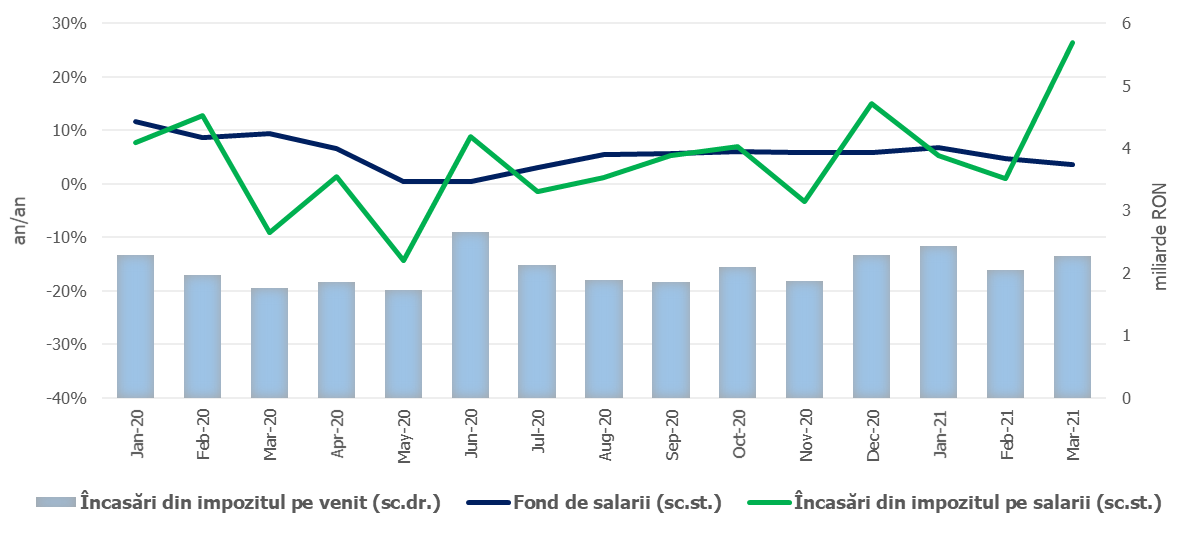 30%
20%
10%
0%
-10%
-20%
-30%
-40%
an/an
6
5
4
3
2
1
0
miliarde RON
Jan-20
Feb-20
Mar-20
Apr-20
May-20
Jun-20
Jul-20
Aug-20
Sep-20
Oct-20
Nov-20
Dec-20
Jan-21
Feb-21
Mar-21
Încasări din impozitul pe venit (sc.dr.)
Fond de salarii (sc.st.)
Încasări din impozitul pe salarii (sc.st.)